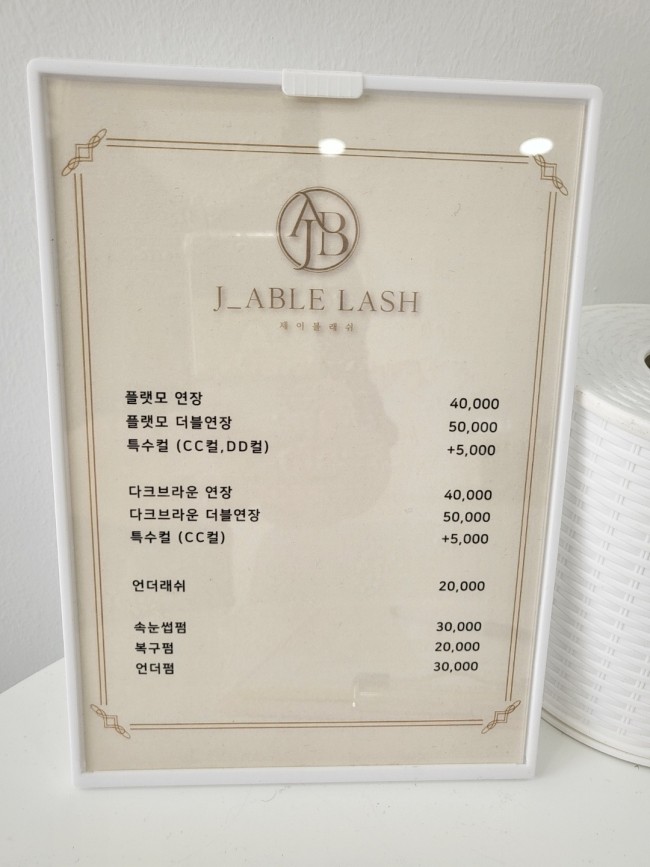 AJB
J_ABLE LASH
제이블래쉬
플랫모 연장 40,000
플랫모 더블연장 50,000
특수컬 (CC컬,DD컬) +5,000
다크브라운 연장 40,000
다크브라운 더블연장 50,000
특수컬 (CC컬) +5,000
언더래쉬 20,000
속눈썹펌 30,000
복구펌 20,000
언더펌 30,000